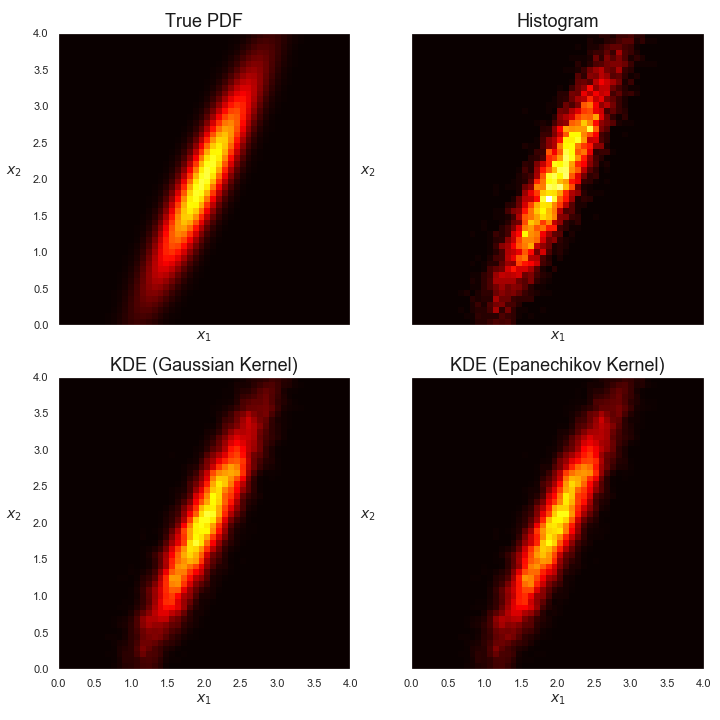 True PDF
Histogram
4.0
3.5
3.0
2.5
x₂
x₂
2.0
1.5
1.0
0.5
0.0
x₁
x₁
KDE (Gaussian Kernel)
KDE (Epanechikov Kernel)
4.0
3.5
3.0
2.5
x₂
x₂
2.0
1.5
1.0
0.5
0.0
0.0 0.5 1.0 1.5 2.0 2.5 3.0 3.5 4.0
0.0 0.5 1.0 1.5 2.0 2.5 3.0 3.5 4.0
x₁
x₁